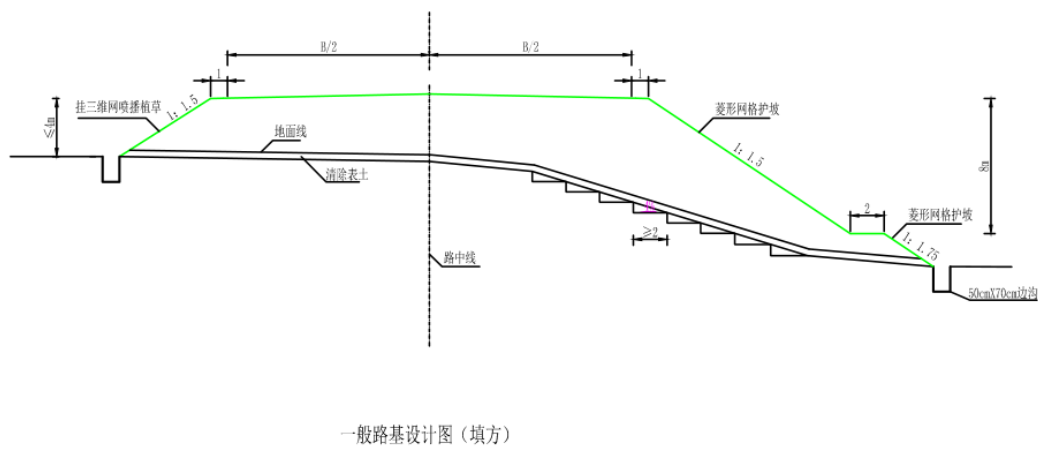 B/2
B/2
1
1
挂三维网喷播植草
1: 1.5
≤4m
地面线
清除表土
菱形网格护坡
1: 1.5
8m
2
菱形网格护坡
1: 1.75
≥2
路中线
50cmX70cm边沟
一般路基设计图（填方）